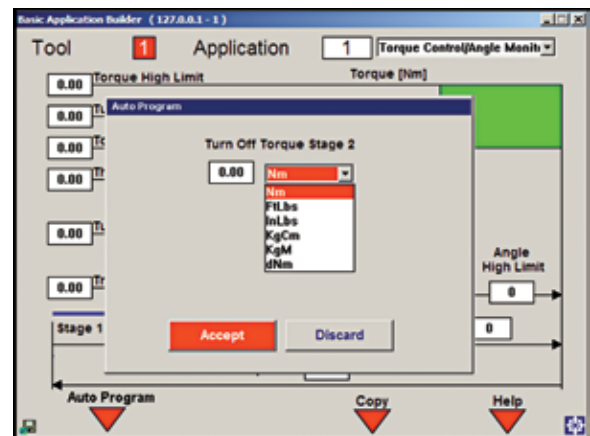 Basic Application Builder ( 127.0.0.1 - 1 )
Tool 1 Application 1 Torque Control/Angle Monit
0.00 Torque High Limit Torque [Nm]
0.00 Tu
Auto Program
0.00
0.00
Turn Off Torque Stage 2
0.00 Nm
Nm
FtLbs
InLbs
KgCm
KgM
dNm
0.00 Tu
Angle
High Limit
0.00 0
Stage 1 0
Accept Discard
Auto Program Copy Help